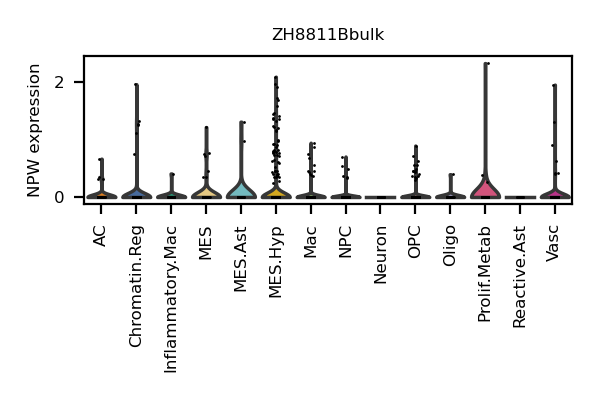 ZH8811Bbulk
NPW expression
2
0
AC
Chromatin.Reg
Inflammatory.Mac
MES
MES.Ast
MES.Hyp
Mac
NPC
Neuron
OPC
Oligo
Prolif.Metab
Reactive.Ast
Vasc